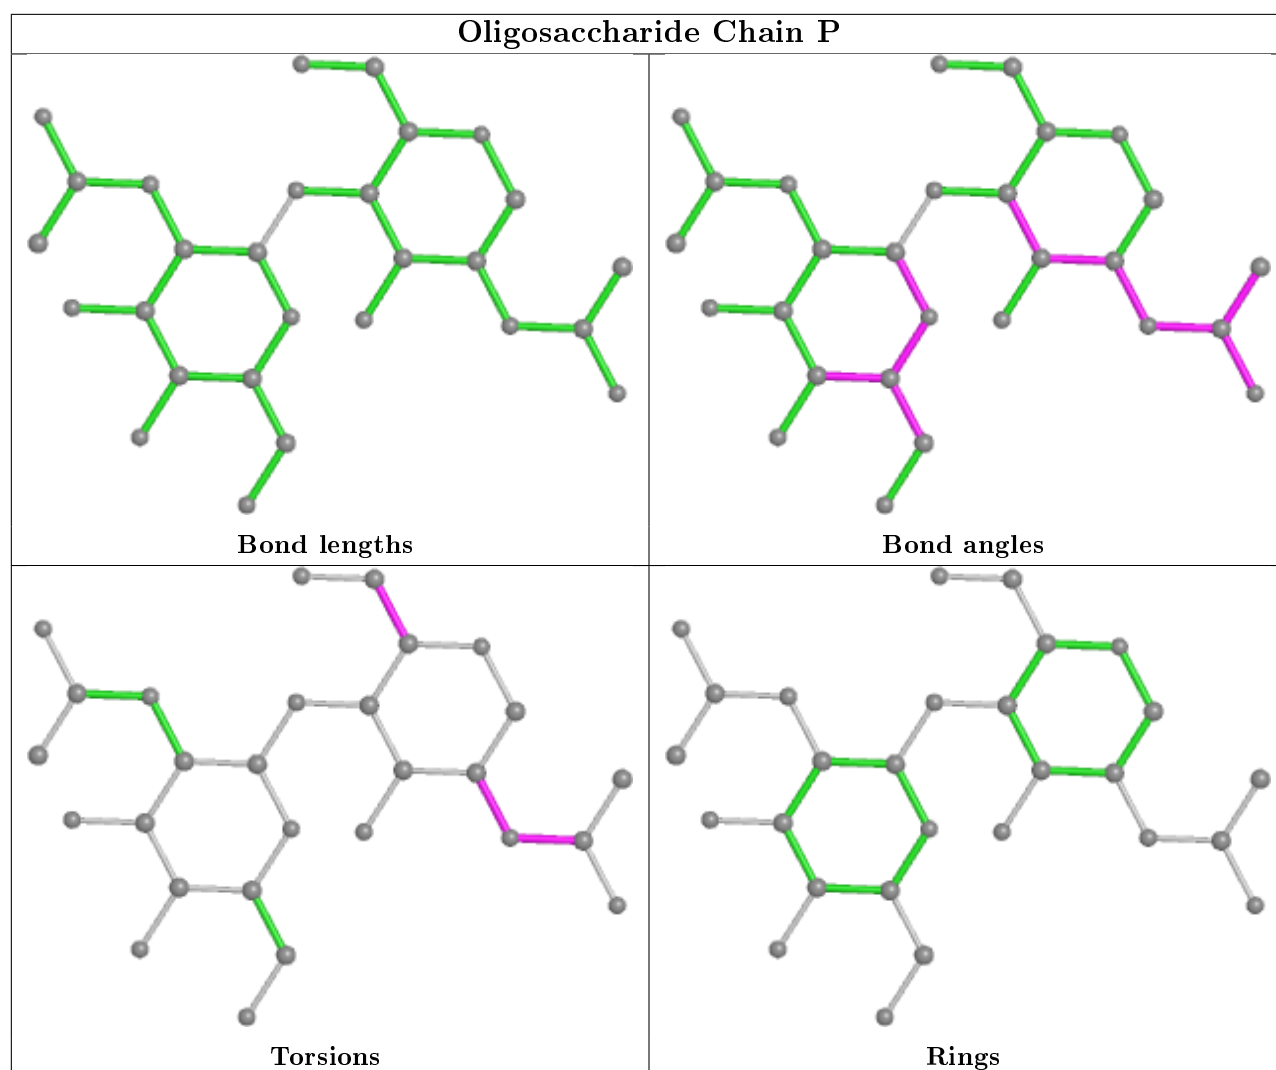 Oligosaccharide Chain P
Bond lengths
Bond angles
Torsions
Rings